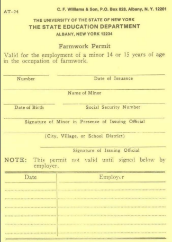 AT-14
C. F. Williams & Son, P.O. Box 820, Albany, N. Y. 12201
THE UNIVERSITY OF THE STATE OF NEW YORK
THE STATE EDUCATION DEPARTMENT
ALBANY, NEW YORK 12224
Farmwork Permit
Valid for the employment of a minor 14 or 15 years of age
in the occupation of farmwork.
Number Date of Issuance
Name of Minor
Date of Birth Social Security Number
Signature of Minor in Presence of Issuing Official
(City, Village, or School District)
Signature of Issuing Official
NOTE: This permit not valid until signed below by
employer.
Date Employer